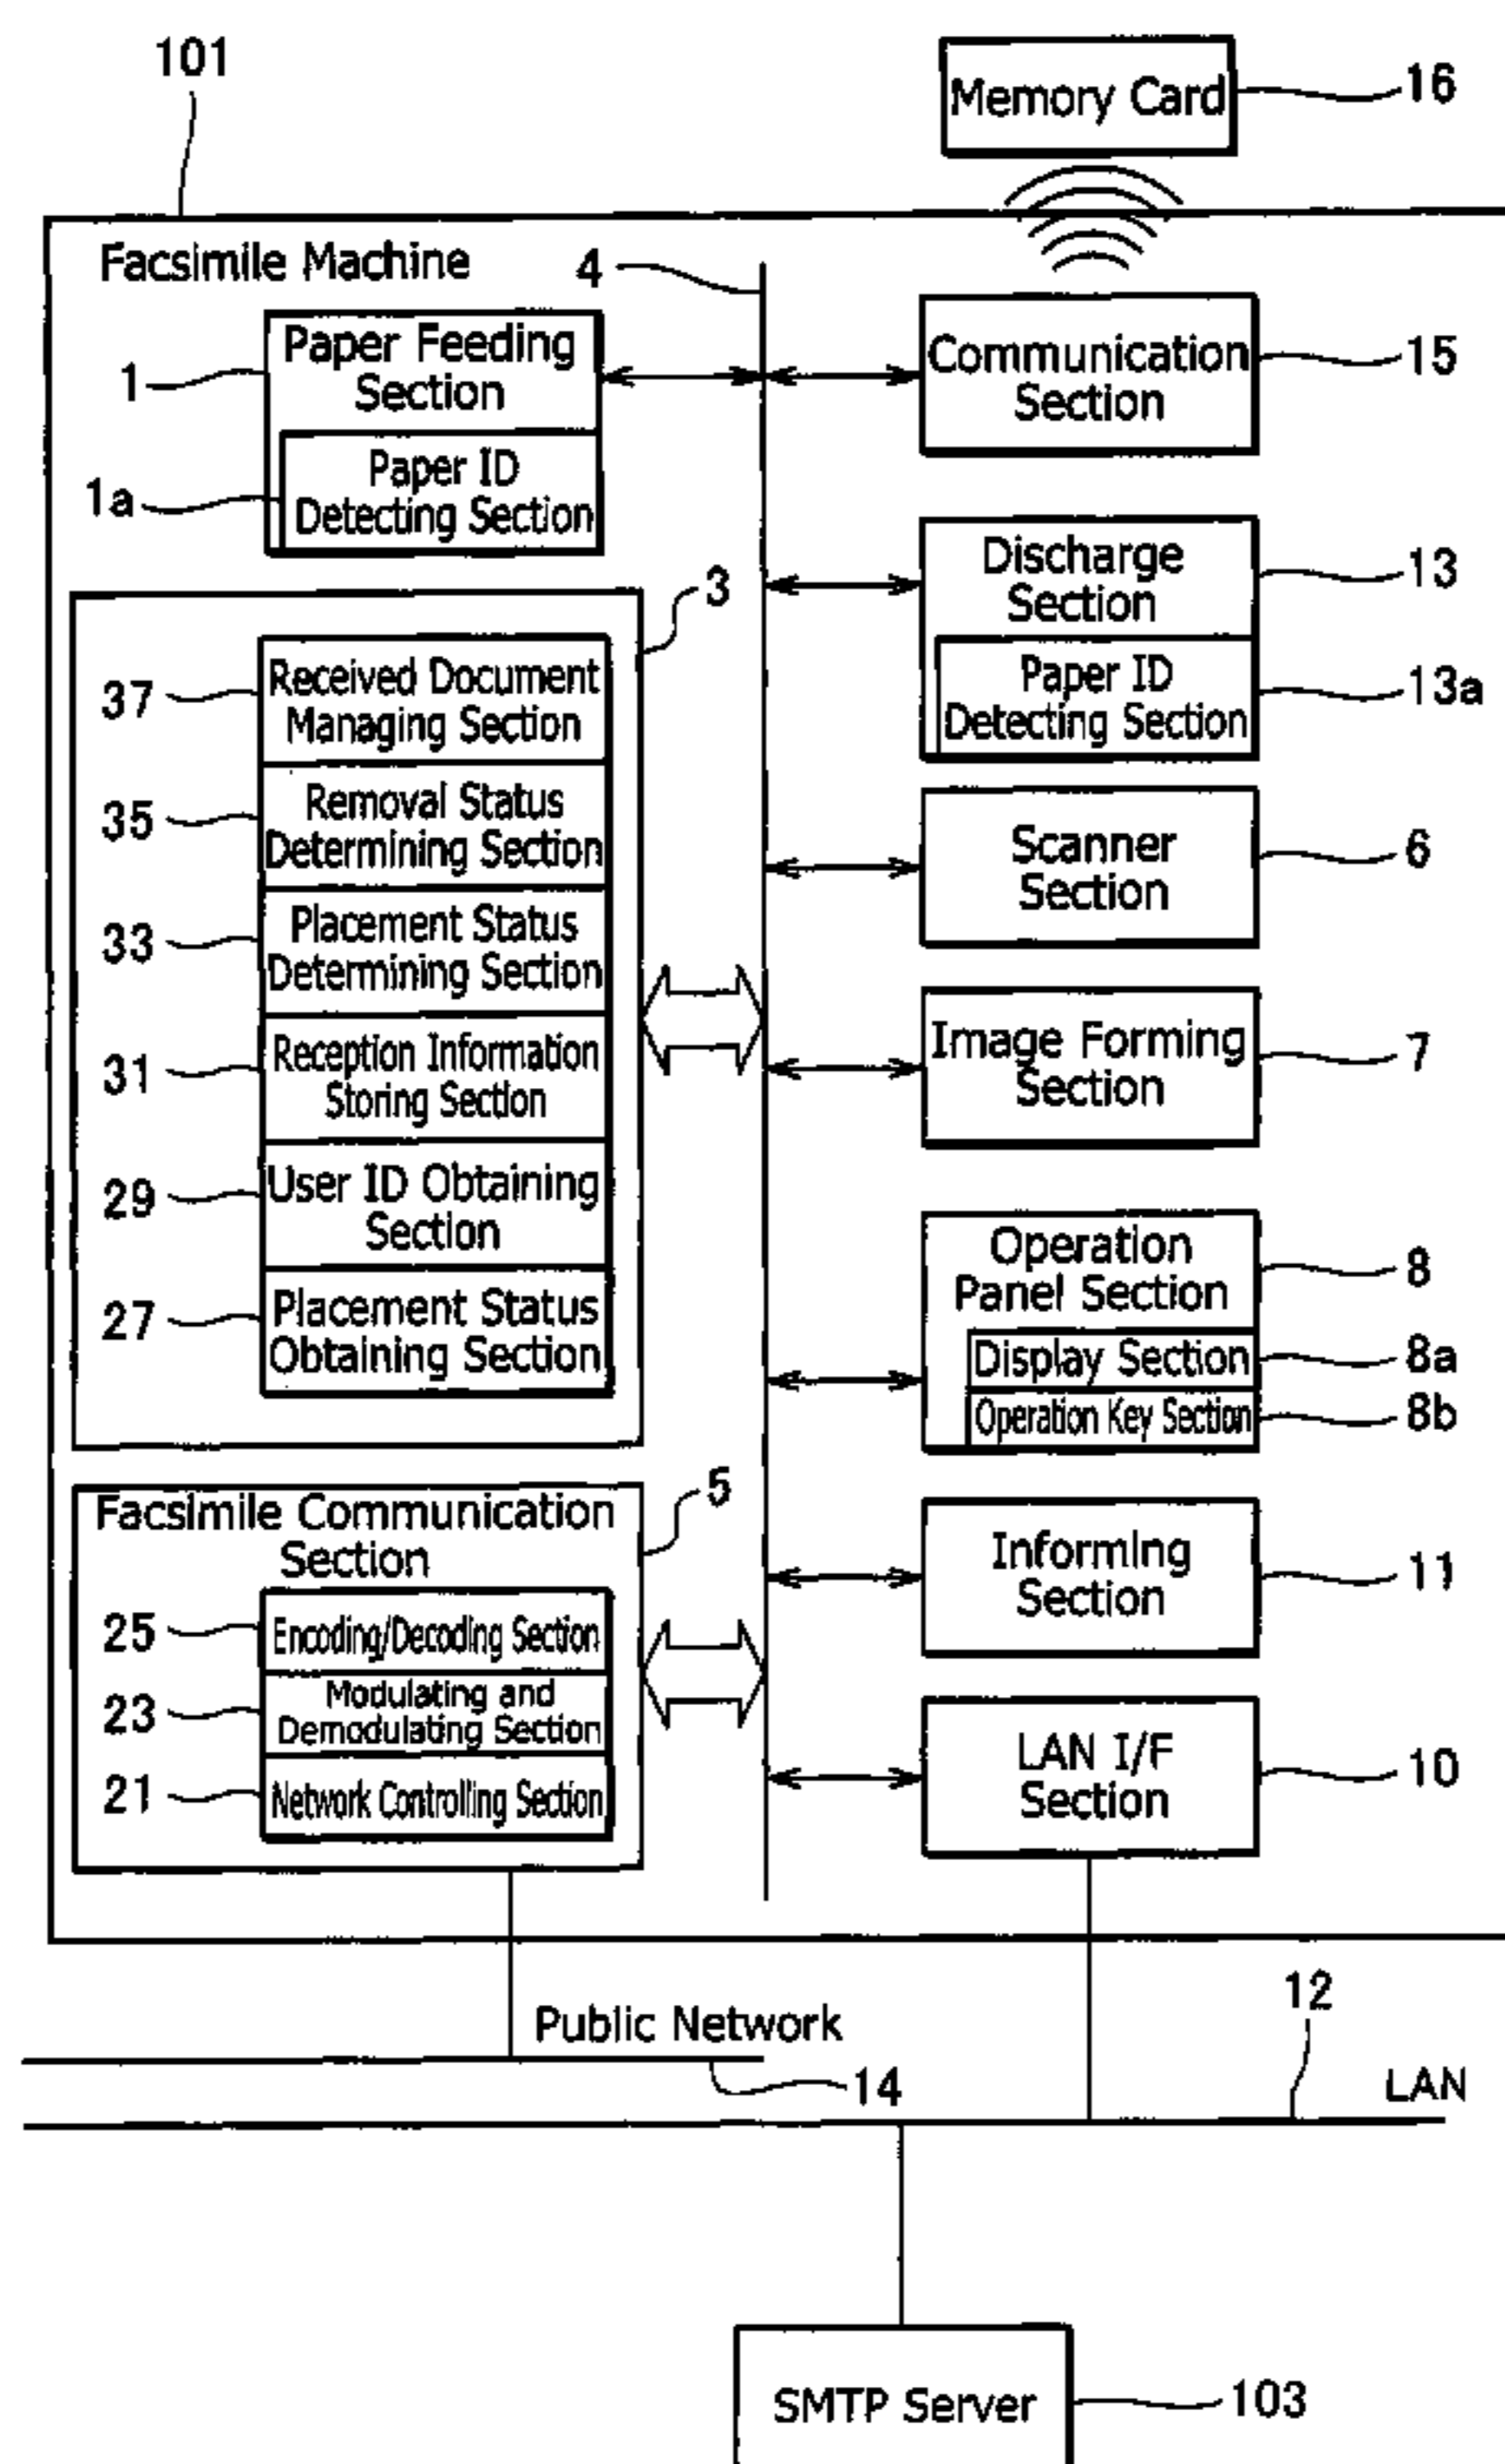 101
Memory Card
16
Facsimile Machine
4
Paper Feeding
Section
1
Paper ID
Detecting Section
1a
Communication
Section
15
Discharge
Section
13
Paper ID
Detecting Section
13a
3
37
Received Document
Managing Section
35
Removal Status
Determining Section
33
Placement Status
Determining Section
31
Reception Information
Storing Section
29
User ID Obtaining
Section
27
Placement Status
Obtaining Section
Scanner
Section
6
Image Forming
Section
7
Operation
Panel Section
8
Display Section
8a
Operation Key Section
8b
Facsimile Communication
Section
5
25
Encoding/Decoding Section
23
Modulating and
Demodulating Section
21
Network Controlling Section
Informing
Section
11
LAN I/F
Section
10
Public Network
14
12
LAN
SMTP Server
103